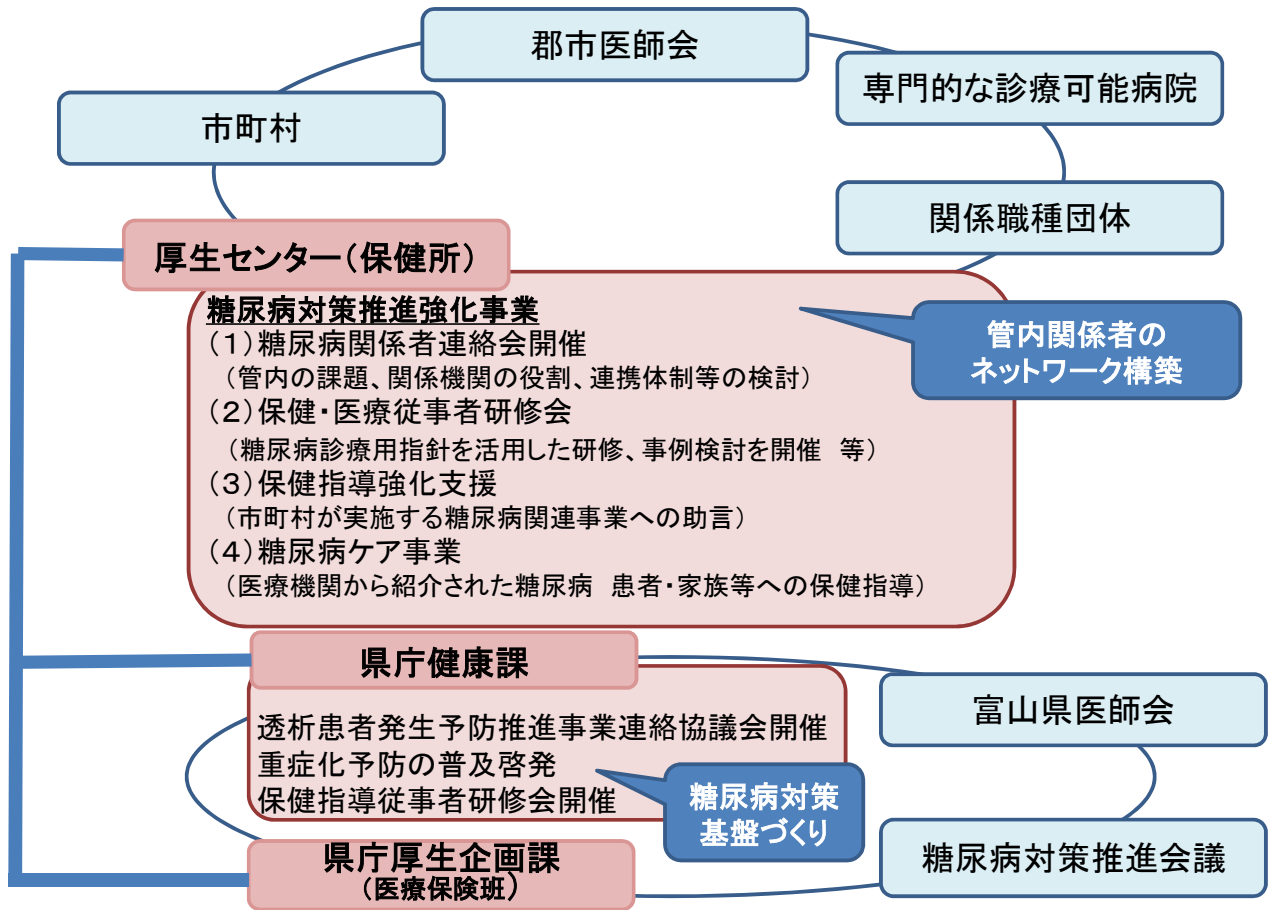 郡市医師会
専門的な診療可能病院
市町村
関係職種団体
厚生センター（保健所）
糖尿病対策推進強化事業
（１）糖尿病関係者連絡会開催
（管内の課題、関係機関の役割、連携体制等の検討）
（２）保健・医療従事者研修会
（糖尿病診療用指針を活用した研修、事例検討を開催　等）
（３）保健指導強化支援
（市町村が実施する糖尿病関連事業への助言）
（４）糖尿病ケア事業
（医療機関から紹介された糖尿病　患者・家族等への保健指導）
管内関係者の
ネットワーク構築
県庁健康課
透析患者発生予防推進事業連絡協議会開催
重症化予防の普及啓発
保健指導従事者研修会開催
糖尿病対策
基盤づくり
富山県医師会
糖尿病対策推進会議
県庁厚生企画課
（医療保険班）